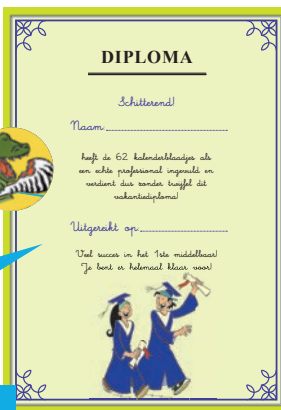 DIPLOMA
Schitterend!
Naam
heeft de 62 kalenderblaadjes als
een echte professional ingevuld en
verdient dus zonder twijfel dit
vakantiediploma!
Uitgereikt op
Veel succes in het 1ste middelbaar!
Je bent er helemaal klaar voor!